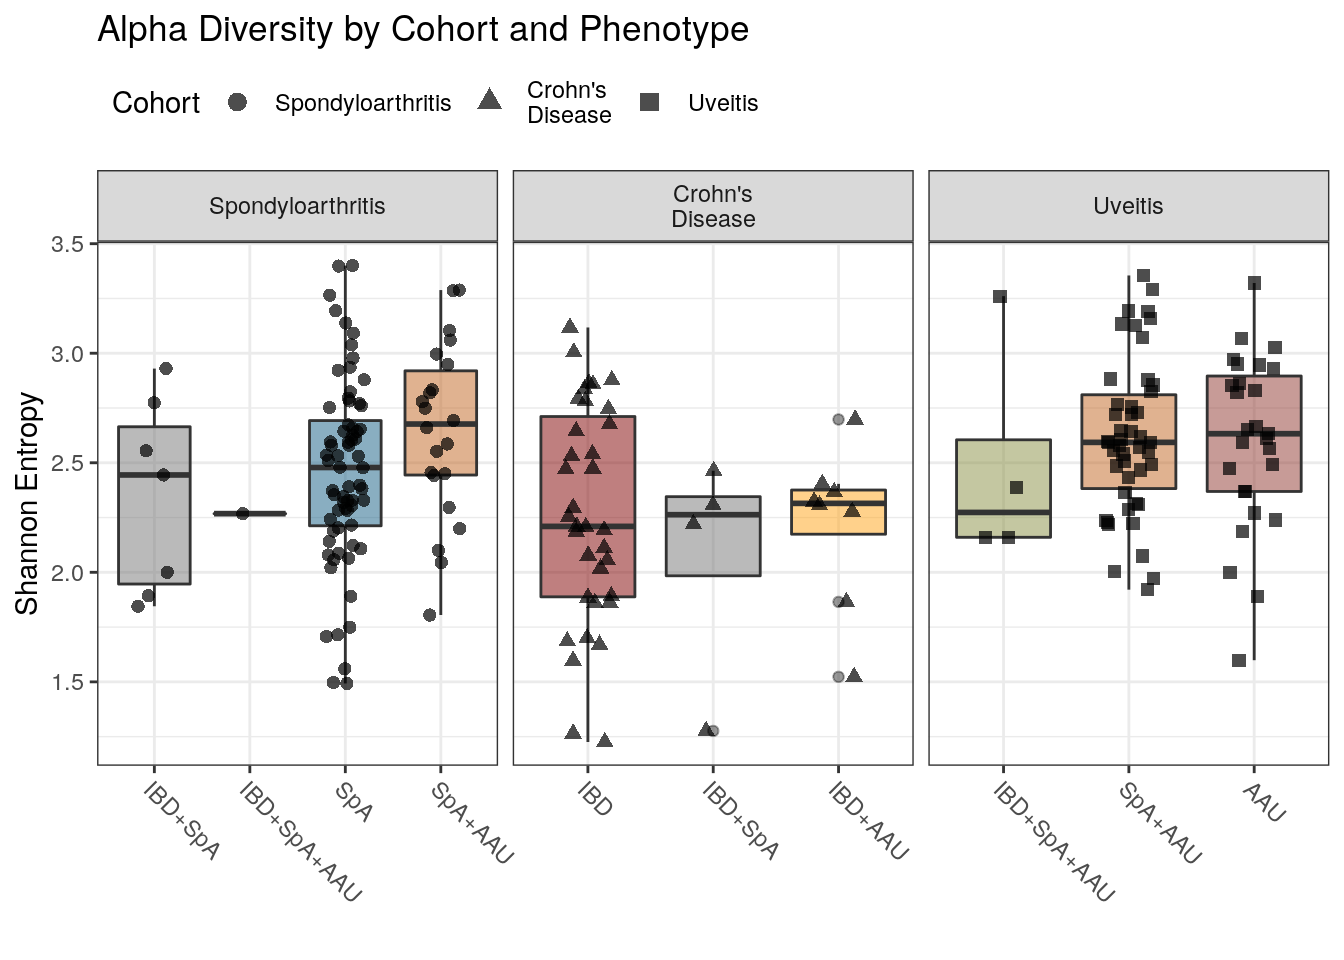 Alpha Diversity by Cohort and Phenotype
Cohort
Spondyloarthritis
Crohn's
Disease
Uveitis
Spondyloarthritis
Crohn's
Disease
Uveitis
Shannon Entropy
3.5
3.0
2.5
2.0
1.5
IBD+SpA
IBD+SpA+AAU
SpA
SpA+AAU
IBD
IBD+SpA
IBD+AAU
IBD+SpA+AAU
SpA+AAU
AAU